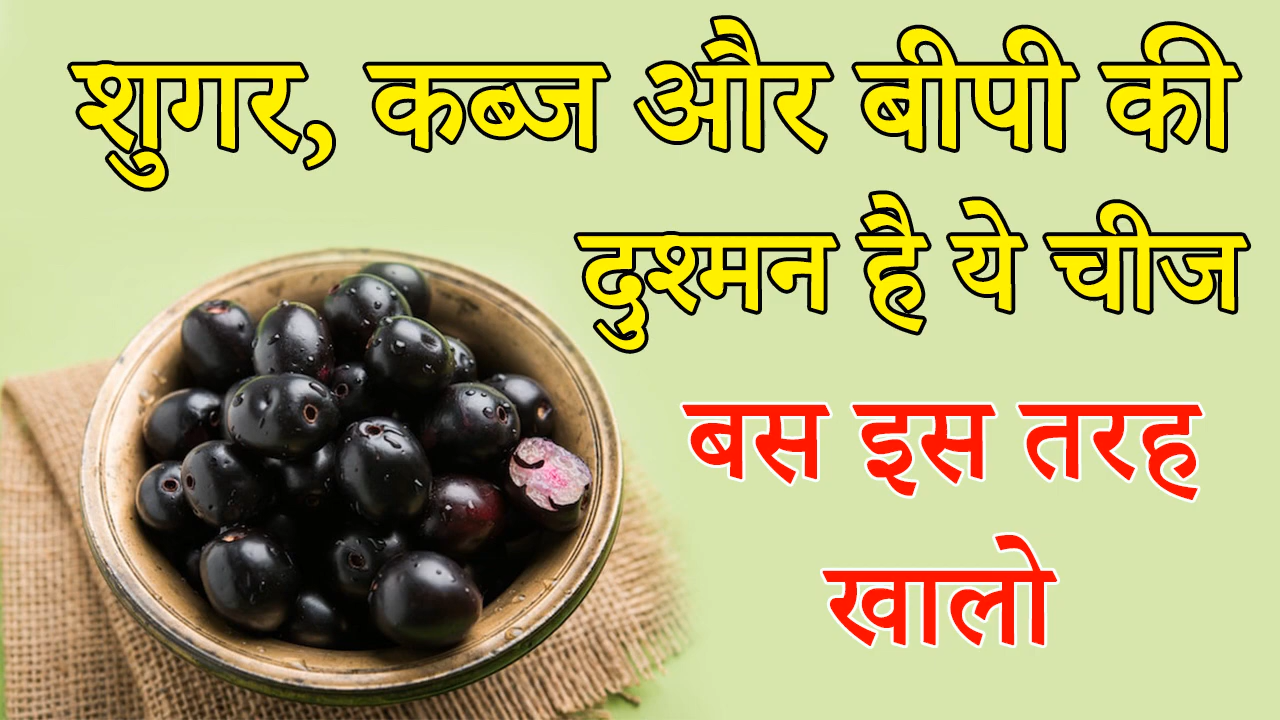 शुगर, कब्ज और बीपी की
दुश्मन है ये चीज
बस इस तरह
खालो